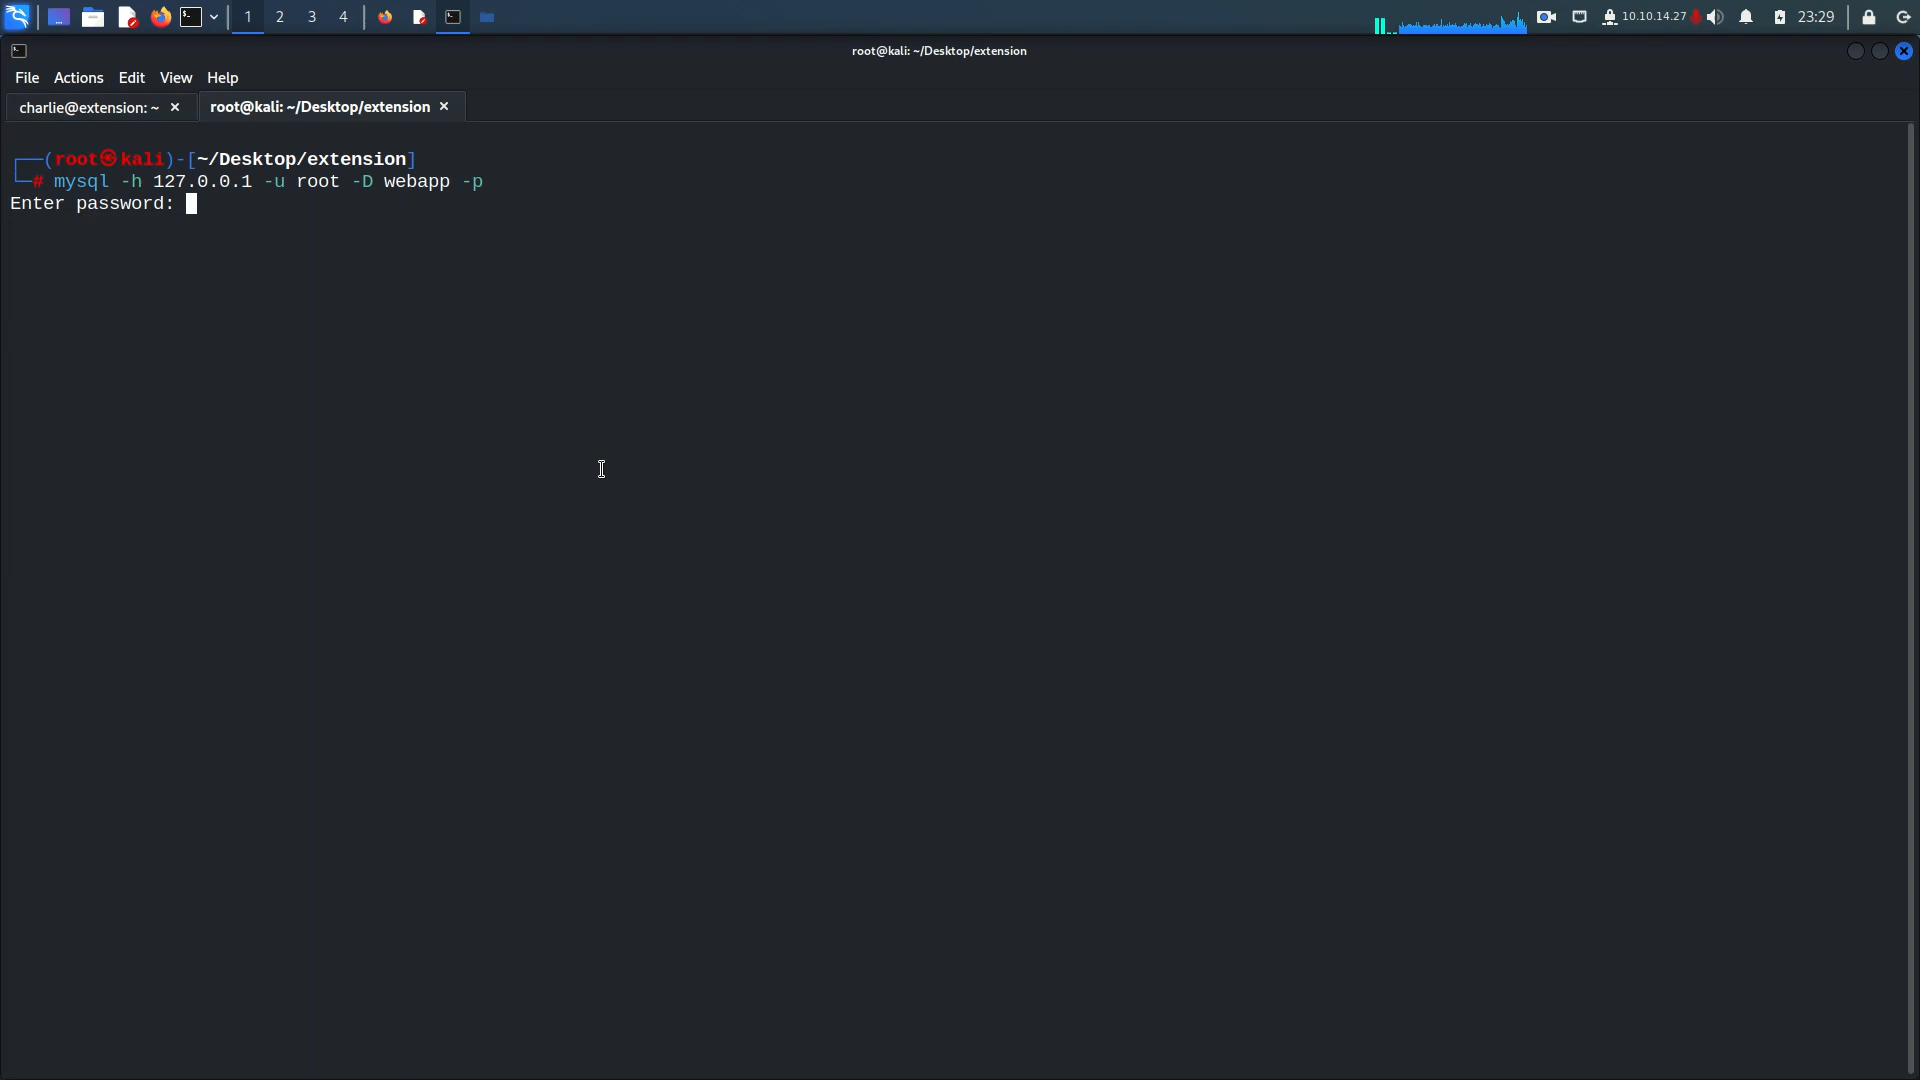 1 2 3 4 10.10.14.27 23:29
root@kali: ~/Desktop/extension
File Actions Edit View Help
charlie@extension: ~ × root@kali: ~/Desktop/extension ×
┌──(root㉿kali)-[~/Desktop/extension]
└─# mysql -h 127.0.0.1 -u root -D webapp -p
Enter password: